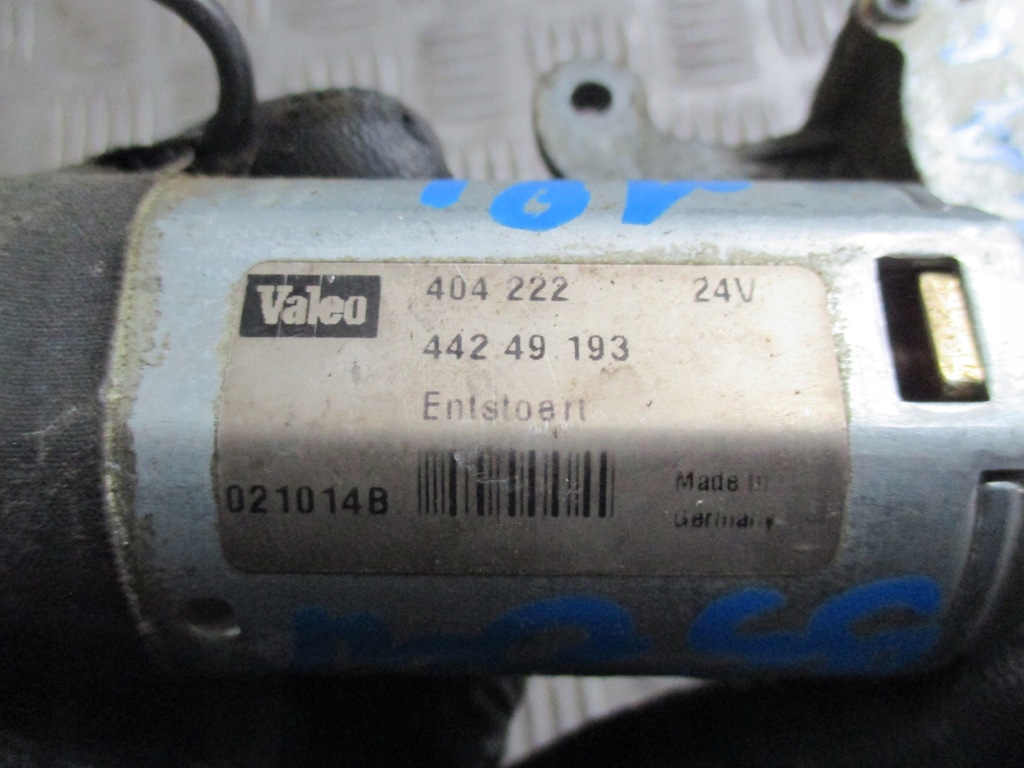 Valeo 404 222 24V
442 49 193
Entstoert
021014B Made in
Germany